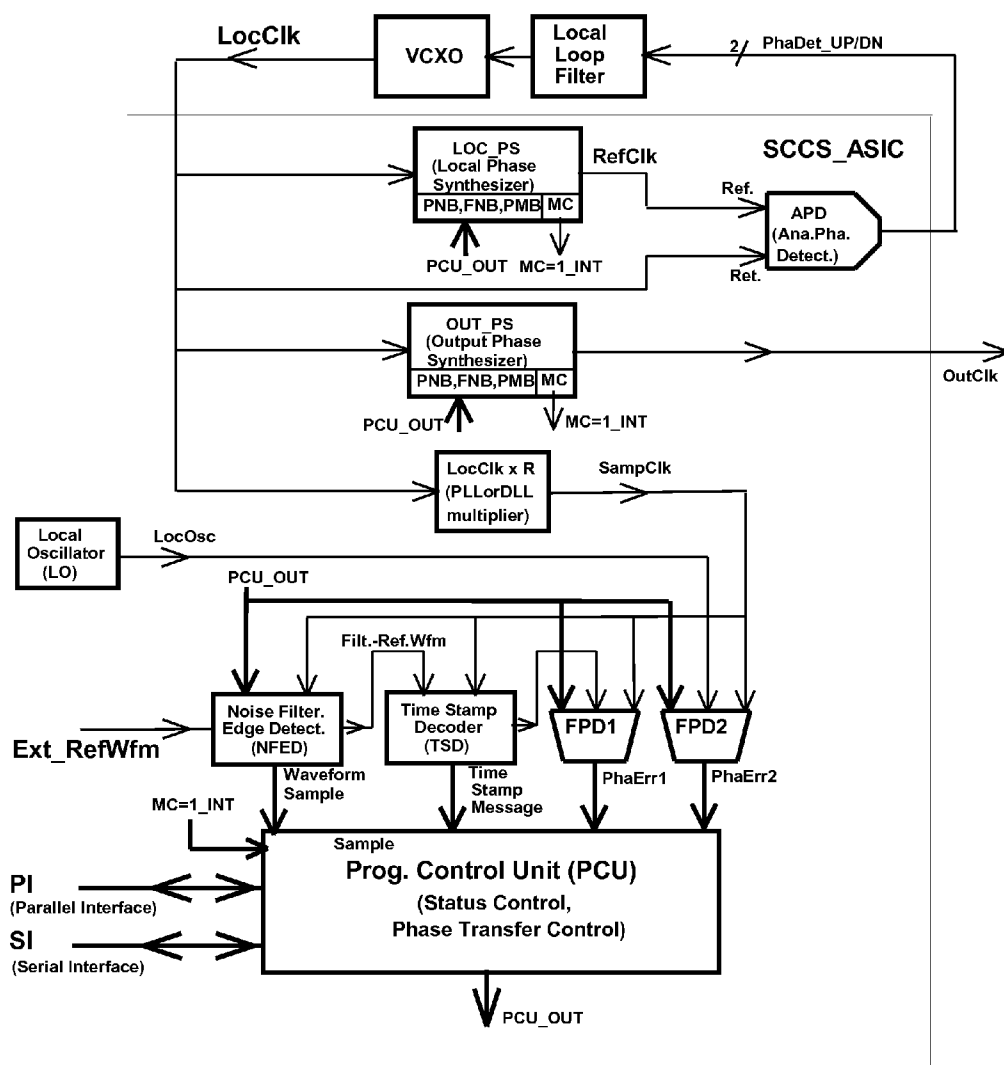 LocClk
VCXO
Local
Loop
Filter
2
PhaDet_UP/DN
SCCS_ASIC
LOC_PS
(Local Phase
Synthesizer)
PNB,FNB,PMB
MC
RefClk
Ref.
APD
(Ana.Pha.
Detect.)
Ret.
PCU_OUT
MC=1_INT
OUT_PS
(Output Phase
Synthesizer)
PNB,FNB,PMB
MC
OutClk
PCU_OUT
MC=1_INT
LocClk x R
(PLLorDLL
multiplier)
SampClk
Local
Oscillator
(LO)
LocOsc
PCU_OUT
Filt.-Ref.Wfm
Ext_RefWfm
Noise Filter.
Edge Detect.
(NFED)
Time Stamp
Decoder
(TSD)
FPD1
FPD2
Waveform
Sample
Time
Stamp
Message
PhaErr1
PhaErr2
MC=1_INT
Sample
Prog. Control Unit (PCU)
(Status Control,
Phase Transfer Control)
PI
(Parallel Interface)
SI
(Serial Interface)
PCU_OUT